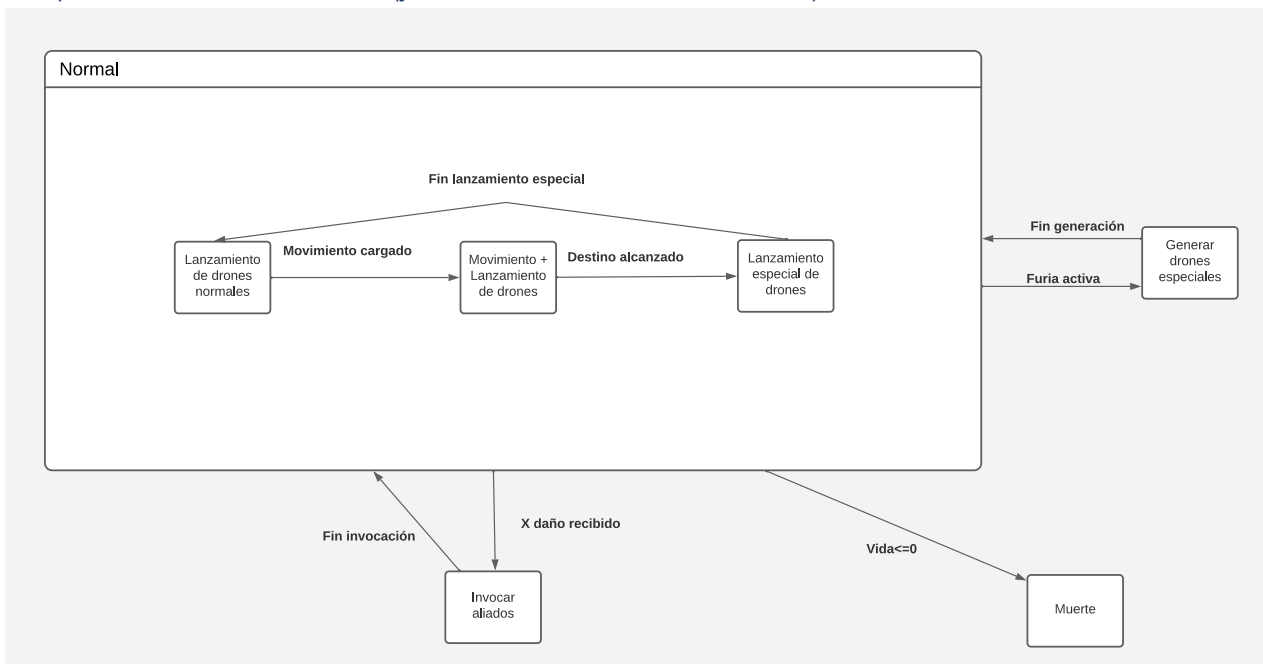 Normal
Fin lanzamiento especial
Lanzamiento
de drones
normales
Movimiento cargado
Movimiento +
Lanzamiento
de drones
Destino alcanzado
Lanzamiento
especial de
drones
Fin generación
Furia activa
Generar
drones
especiales
Fin invocación
X daño recibido
Vida<=0
Invocar
aliados
Muerte